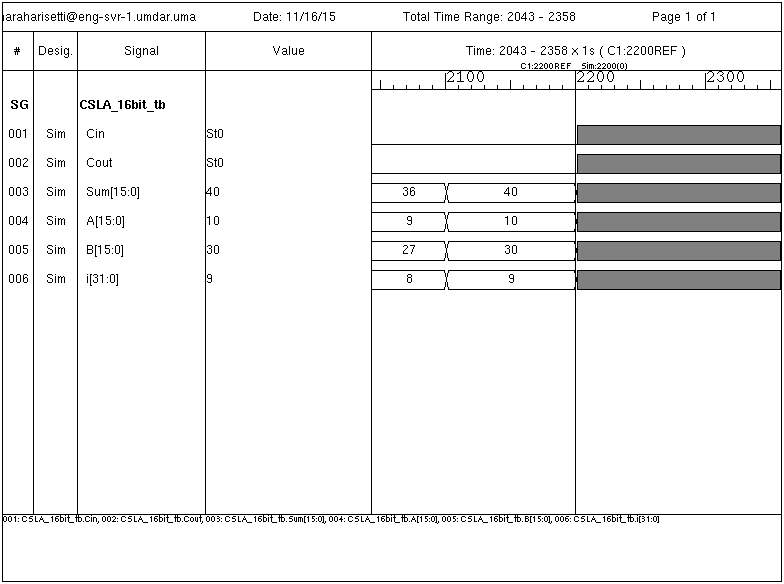 naraharisetti@eng-svr-1.umdar.uma Date: 11/16/15 Total Time Range: 2043 - 2358 Page 1 of 1
# Desig. Signal Value Time: 2043 - 2358 x 1s ( C1:2200REF )
C1:2200REF Sim:2200(0)
2100 2200 2300
SG CSLA_16bit_tb
001 Sim Cin St0
002 Sim Cout St0
003 Sim Sum[15:0] 40 36 40
004 Sim A[15:0] 10 9 10
005 Sim B[15:0] 30 27 30
006 Sim i[31:0] 9 8 9
001: CSLA_16bit_tb.Cin, 002: CSLA_16bit_tb.Cout, 003: CSLA_16bit_tb.Sum[15:0], 004: CSLA_16bit_tb.A[15:0], 005: CSLA_16bit_tb.B[15:0], 006: CSLA_16bit_tb.i[31:0]